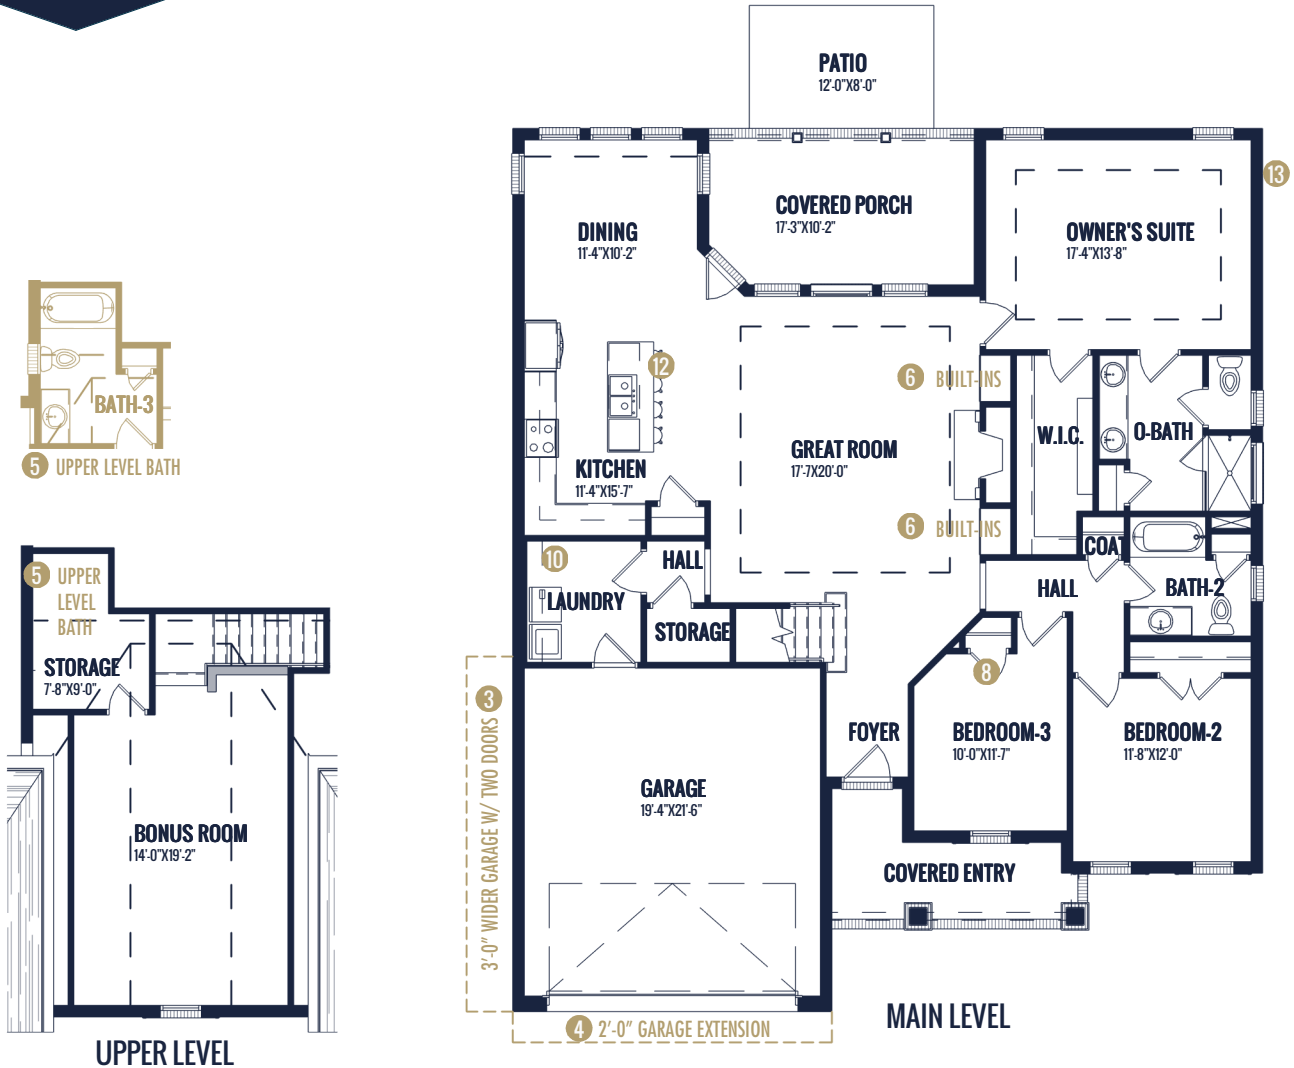 PATIO
12'-0"X8'-0"
COVERED PORCH
17'-3"X10'-2"
DINING
11'-4"X10'-2"
OWNER'S SUITE
17'-4"X13'-8"
13
12
6 BUILT-INS
W.I.C.
O-BATH
GREAT ROOM
17'-7X20'-0"
KITCHEN
11'-4"X15'-7"
6 BUILT-INS
10
HALL
LAUNDRY
STORAGE
COAT
HALL
BATH-2
8
FOYER
BEDROOM-3
10'-0"X11'-7"
BEDROOM-2
11'-8"X12'-0"
GARAGE
19'-4"X21'-6"
COVERED ENTRY
3 3'-0" WIDER GARAGE W/ TWO DOORS
4 2'-0" GARAGE EXTENSION
MAIN LEVEL
BATH-3
5 UPPER LEVEL BATH
5 UPPER
LEVEL
BATH
STORAGE
7'-8"X9'-0"
BONUS ROOM
14'-0"X19'-2"
UPPER LEVEL